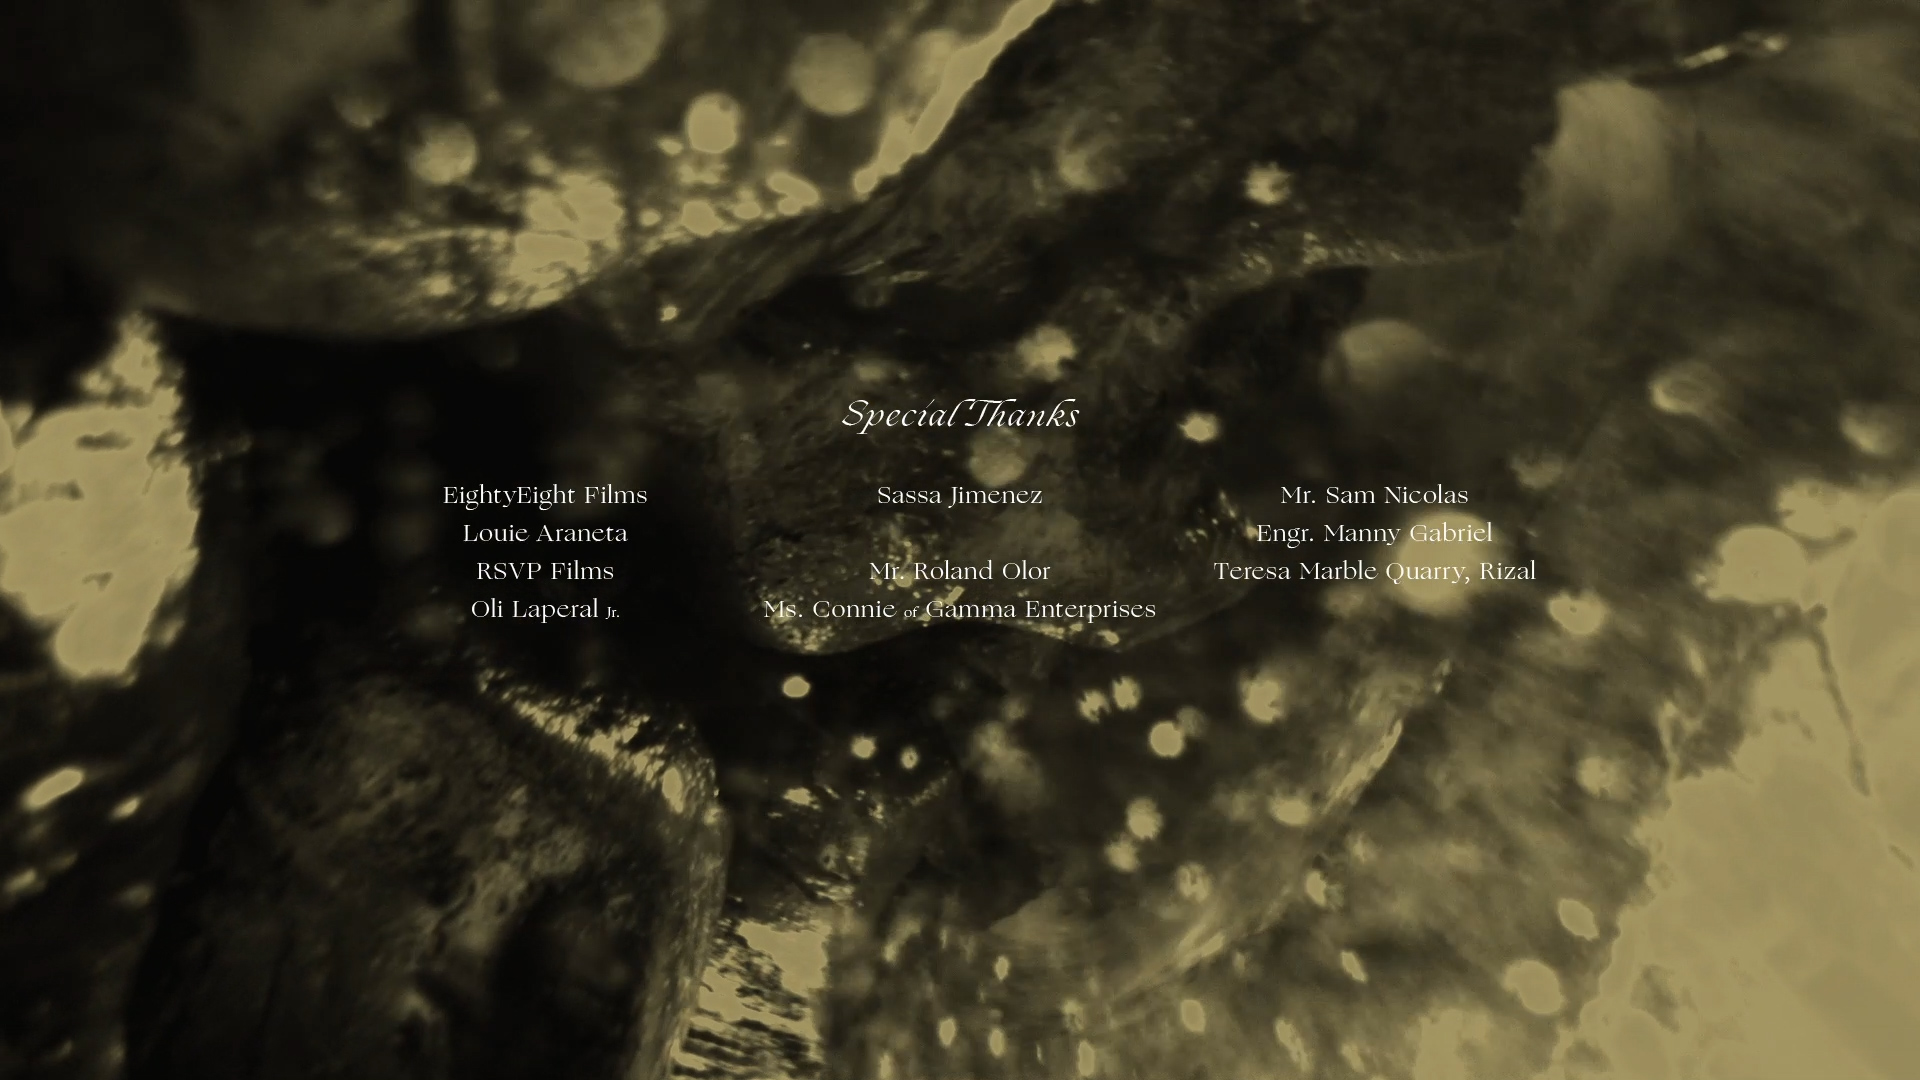 Special Thanks
EightyEight Films
Louie Araneta
RSVP Films
Oli Laperal Jr.
Sassa Jimenez
Mr. Roland Olor
Ms. Connie of Gamma Enterprises
Mr. Sam Nicolas
Engr. Manny Gabriel
Teresa Marble Quarry, Rizal